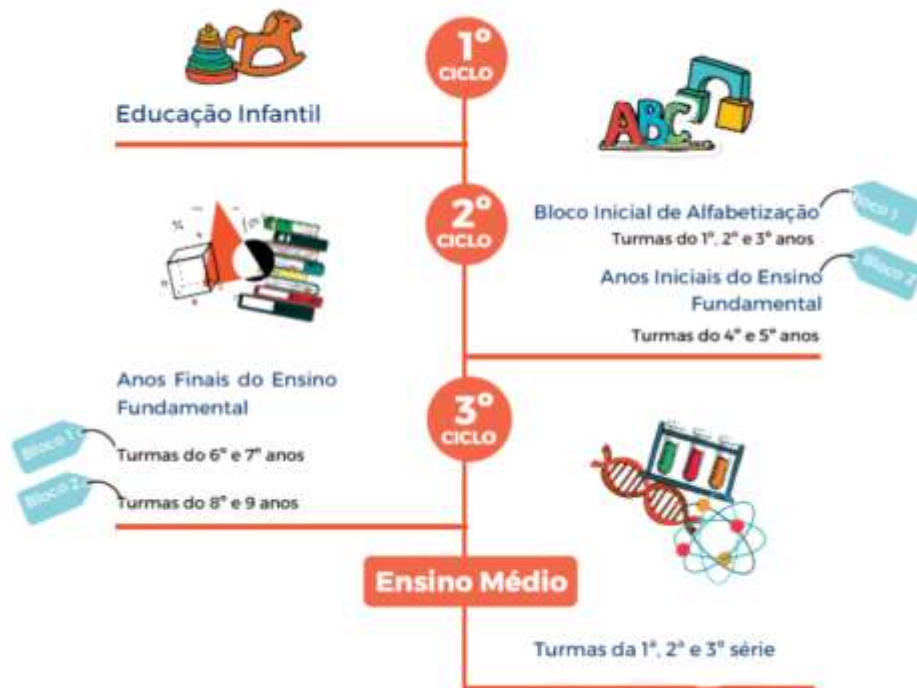 1º
CICLO
Educação Infantil
ABC
2º
CICLO
Bloco Inicial de Alfabetização
Bloco 1
Turmas do 1º, 2º e 3º anos
Anos Iniciais do Ensino
Fundamental
Bloco 2
Turmas do 4º e 5º anos
Anos Finais do Ensino
Fundamental
3º
CICLO
Bloco 1
Turmas do 6º e 7º anos
Bloco 2
Turmas do 8º e 9 anos
Ensino Médio
Turmas da 1ª, 2ª e 3ª série